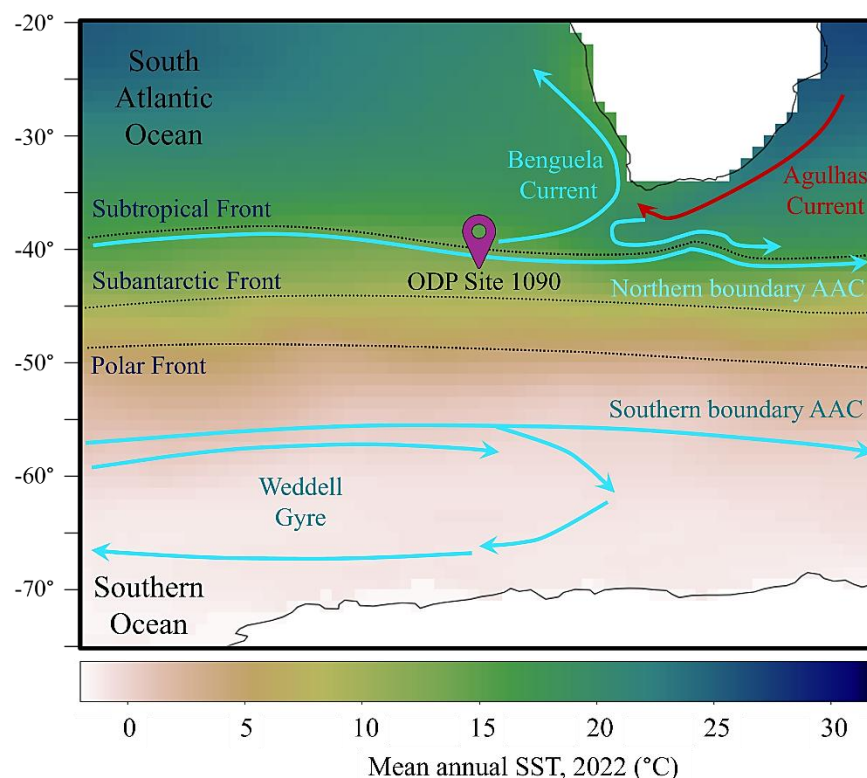 -20°
-30°
-40°
-50°
-60°
-70°
South
Atlantic
Ocean
Benguela
Current
Agulhas
Current
Subtropical Front
ODP Site 1090
Subantarctic Front
Northern boundary AAC
Polar Front
Southern boundary AAC
Weddell
Gyre
Southern
Ocean
0 5 10 15 20 25 30
Mean annual SST, 2022 (°C)